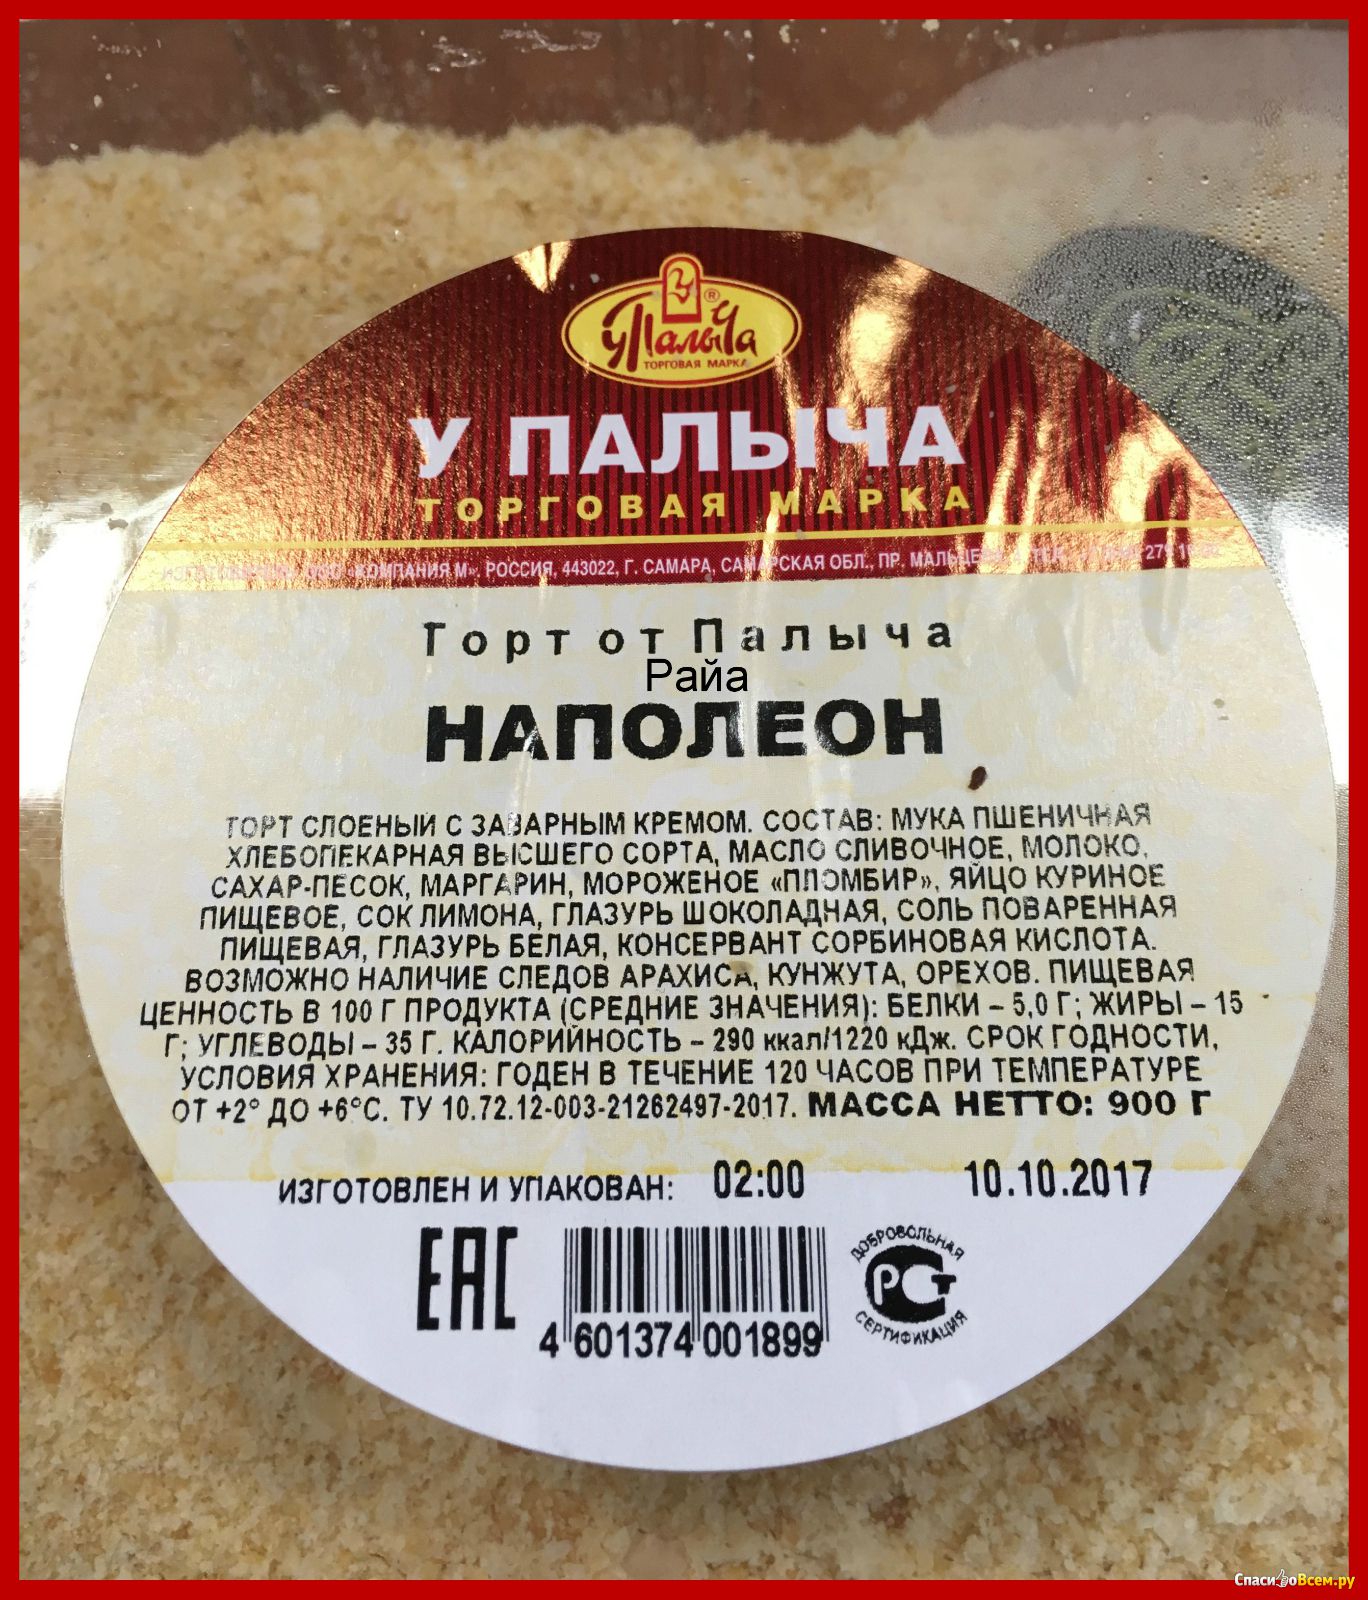 у Палыча ®
ТОРГОВАЯ МАРКА
У ПАЛЫЧА
ТОРГОВАЯ МАРКА
«КОМПАНИЯ М». РОССИЯ, 443022, Г. САМАРА, САМАРСКАЯ ОБЛ., ПР. МАЛЬЦЕВА
Торт от Палыча
Райа
НАПОЛЕОН
ТОРТ СЛОЕНЫЙ С ЗАВАРНЫМ КРЕМОМ. СОСТАВ: МУКА ПШЕНИЧНАЯ
ХЛЕБОПЕКАРНАЯ ВЫСШЕГО СОРТА, МАСЛО СЛИВОЧНОЕ, МОЛОКО,
САХАР-ПЕСОК, МАРГАРИН, МОРОЖЕНОЕ «ПЛОМБИР», ЯЙЦО КУРИНОЕ
ПИЩЕВОЕ, СОК ЛИМОНА, ГЛАЗУРЬ ШОКОЛАДНАЯ, СОЛЬ ПОВАРЕННАЯ
ПИЩЕВАЯ, ГЛАЗУРЬ БЕЛАЯ, КОНСЕРВАНТ СОРБИНОВАЯ КИСЛОТА.
ВОЗМОЖНО НАЛИЧИЕ СЛЕДОВ АРАХИСА, КУНЖУТА, ОРЕХОВ. ПИЩЕВАЯ
ЦЕННОСТЬ В 100 Г ПРОДУКТА (СРЕДНИЕ ЗНАЧЕНИЯ): БЕЛКИ – 5,0 Г; ЖИРЫ – 15
Г; УГЛЕВОДЫ – 35 Г. КАЛОРИЙНОСТЬ – 290 ккал/1220 кДж. СРОК ГОДНОСТИ,
УСЛОВИЯ ХРАНЕНИЯ: ГОДЕН В ТЕЧЕНИЕ 120 ЧАСОВ ПРИ ТЕМПЕРАТУРЕ
ОТ +2° ДО +6°С. ТУ 10.72.12-003-21262497-2017. МАССА НЕТТО: 900 Г
ИЗГОТОВЛЕН И УПАКОВАН: 02:00 10.10.2017
ЕАС
4 601374 001899
ДОБРОВОЛЬНАЯ
РСТ
СЕРТИФИКАЦИЯ
СпасибоВсем.ру